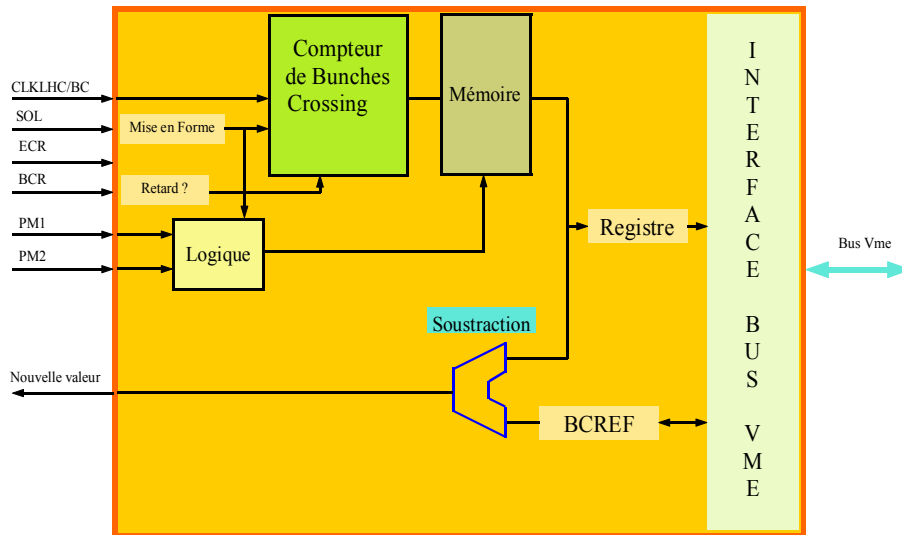 CLKLHC/BC
SOL
ECR
BCR
PM1
PM2
Nouvelle valeur
Mise en Forme
Retard ?
Compteur
de Bunches
Crossing
Mémoire
Logique
Registre
Soustraction
BCREF
INTERFACE BUS VME
Bus Vme